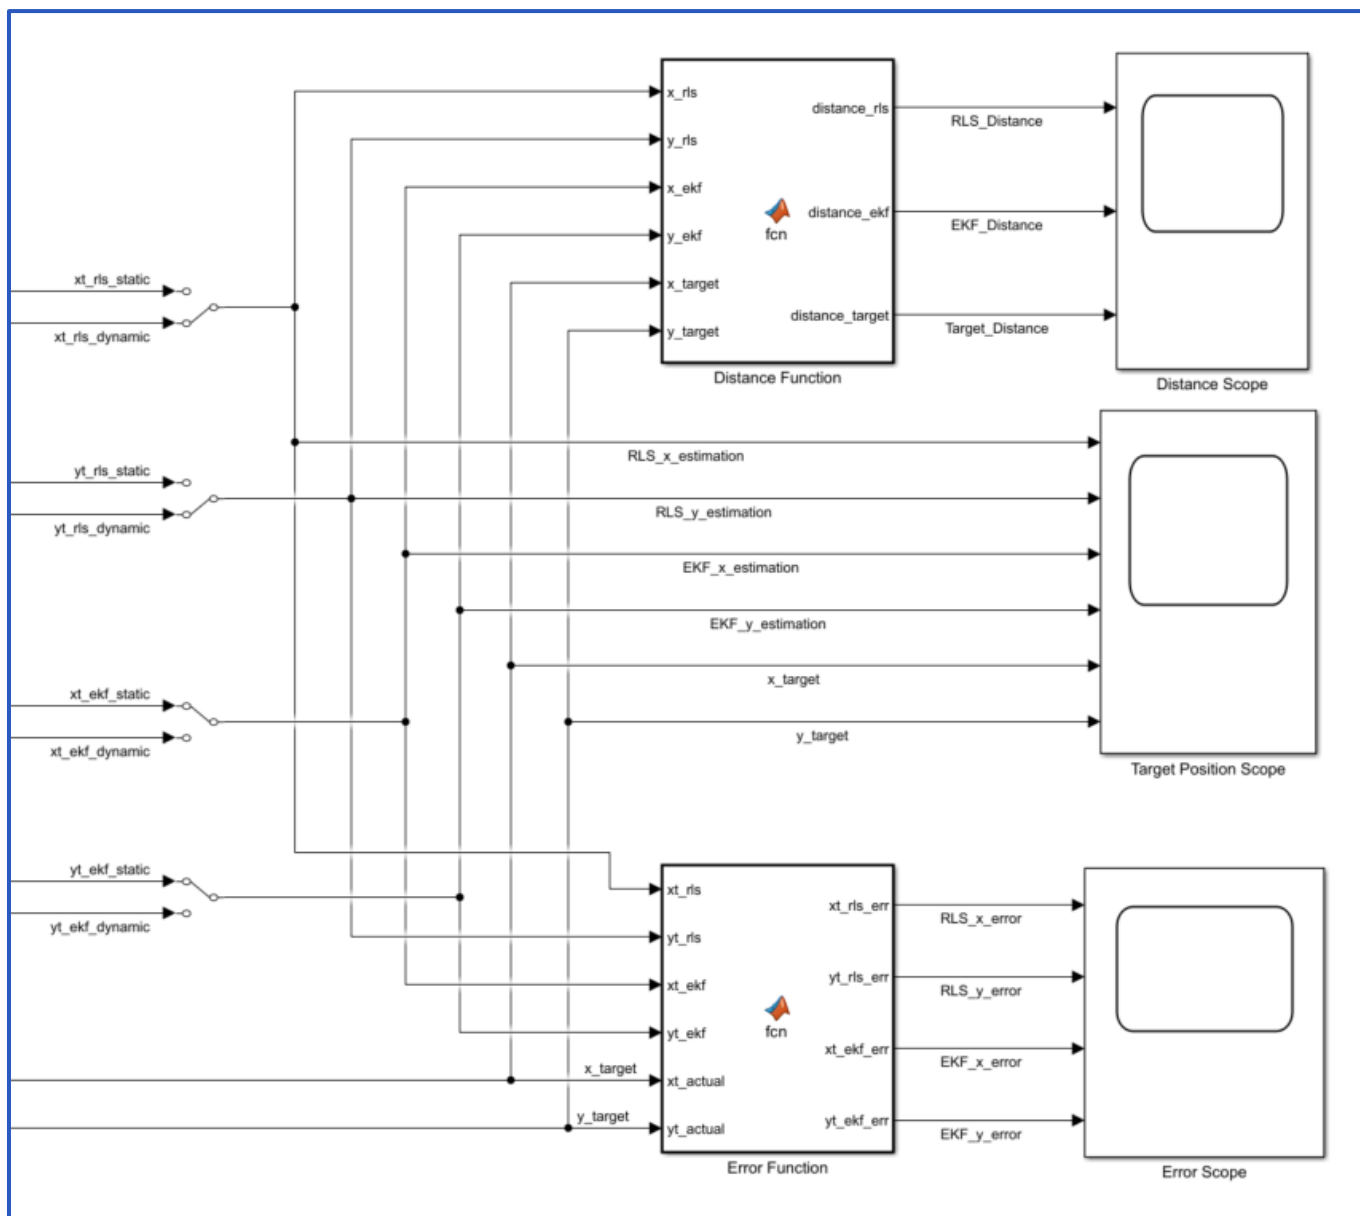 xt_rls_static
xt_rls_dynamic
yt_rls_static
yt_rls_dynamic
xt_ekf_static
xt_ekf_dynamic
yt_ekf_static
yt_ekf_dynamic
x_rls
y_rls
x_ekf
y_ekf
x_target
y_target
fcn
distance_rls
distance_ekf
distance_target
Distance Function
RLS_Distance
EKF_Distance
Target_Distance
Distance Scope
RLS_x_estimation
RLS_y_estimation
EKF_x_estimation
EKF_y_estimation
x_target
y_target
Target Position Scope
x_target
y_target
xt_rls
yt_rls
xt_ekf
yt_ekf
xt_actual
yt_actual
fcn
xt_rls_err
yt_rls_err
xt_ekf_err
yt_ekf_err
Error Function
RLS_x_error
RLS_y_error
EKF_x_error
EKF_y_error
Error Scope